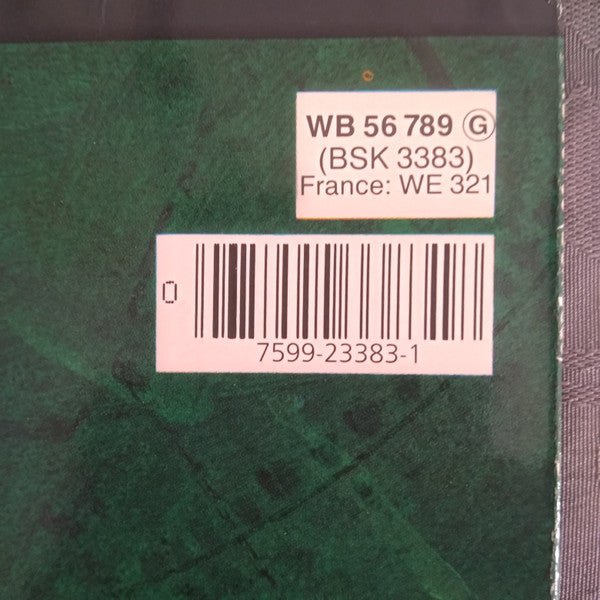 WB 56 789 Ⓖ
(BSK 3383)
France: WE 321
0
7599-23383-1